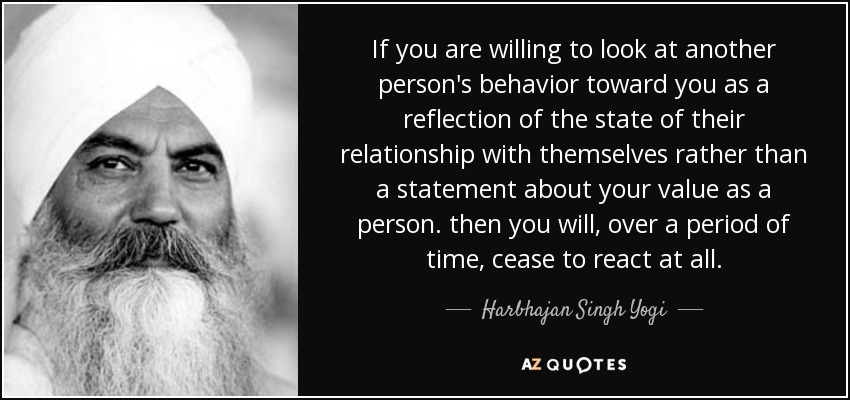 If you are willing to look at another
person's behavior toward you as a
reflection of the state of their
relationship with themselves rather than
a statement about your value as a
person. then you will, over a period of
time, cease to react at all.
Harbhajan Singh Yogi
AZ QUOTES